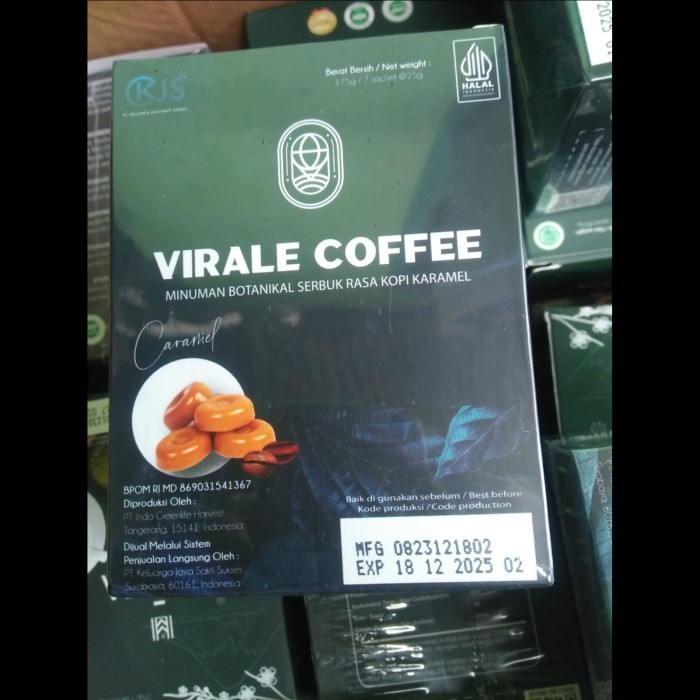 KJS
Berat Bersih / Net weight :
175g / 7 sachet @25g
HALAL
INDONESIA
VIRALE COFFEE
MINUMAN BOTANIKAL SERBUK RASA KOPI KARAMEL
Caramel
BPOM RI MD 869031541367
Diproduksi Oleh :
PT Indo Greenlife Harvest
Tangerang, 15141, Indonesia
Dijual Melalui Sistem
Penjualan Langsung Oleh :
PT Keluarga Jaya Sakti Sukses
Surabaya, 60161, Indonesia
Baik di gunakan sebelum / Best before
Kode produksi / Code production
MFG 0823121802
EXP 18 12 2025 02